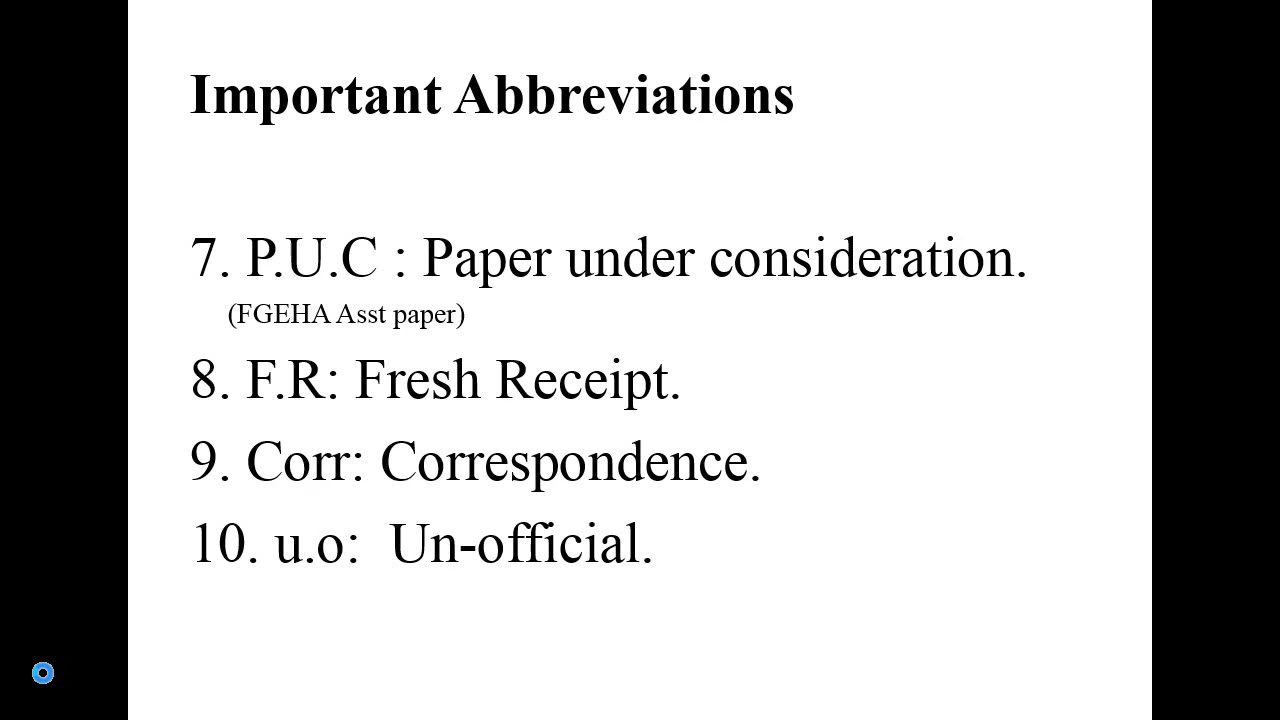 Important Abbreviations
7. P.U.C : Paper under consideration.
(FGEHA Asst paper)
8. F.R: Fresh Receipt.
9. Corr: Correspondence.
10. u.o:  Un-official.